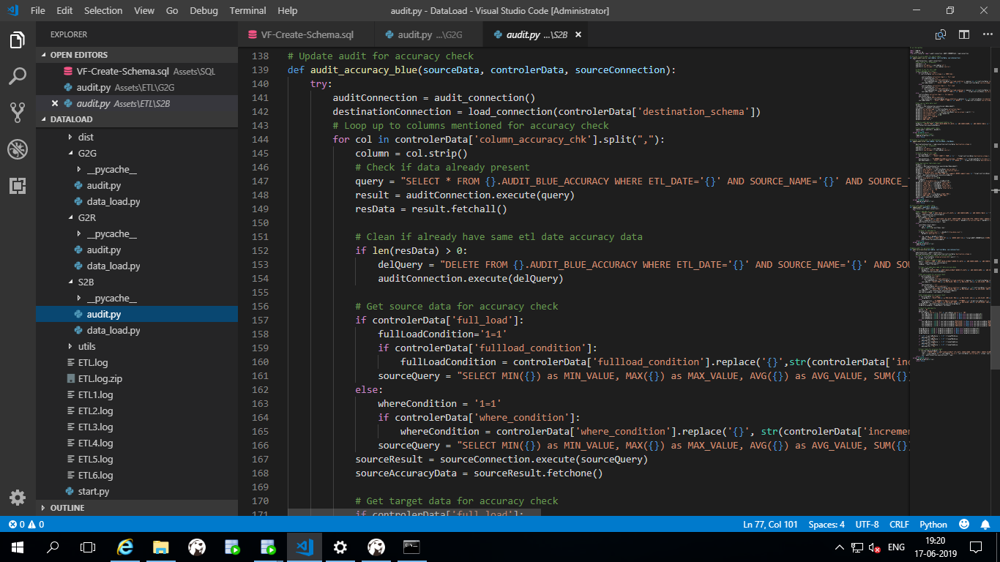 File Edit Selection View Go Debug Terminal Help
audit.py - DataLoad - Visual Studio Code [Administrator]
EXPLORER
OPEN EDITORS
VF-Create-Schema.sql Assets\SQL
audit.py Assets\ETL\G2G
audit.py Assets\ETL\S2B
DATALOAD
dist
G2G
__pycache__
audit.py
data_load.py
G2R
__pycache__
audit.py
data_load.py
S2B
__pycache__
audit.py
data_load.py
utils
ETL.log
ETL.log.zip
ETL1.log
ETL2.log
ETL3.log
ETL4.log
ETL5.log
ETL6.log
start.py
OUTLINE
VF-Create-Schema.sql
audit.py ...\G2G
audit.py ...\S2B
138 # Update audit for accuracy check
139 def audit_accuracy_blue(sourceData, controlerData, sourceConnection):
140 try:
141 auditConnection = audit_connection()
142 destinationConnection = load_connection(controlerData['destination_schema'])
143 # Loop up to columns mentioned for accuracy check
144 for col in controlerData['column_accuracy_chk'].split(","):
145 column = col.strip()
146 # Check if data already present
147 query = "SELECT * FROM {}.AUDIT_BLUE_ACCURACY WHERE ETL_DATE='{}' AND SOURCE_NAME='{}' AND SOURCE_
148 result = auditConnection.execute(query)
149 resData = result.fetchall()
150
151 # Clean if already have same etl date accuracy data
152 if len(resData) > 0:
153 delQuery = "DELETE FROM {}.AUDIT_BLUE_ACCURACY WHERE ETL_DATE='{}' AND SOURCE_NAME='{}' AND SOU
154 auditConnection.execute(delQuery)
155
156 # Get source data for accuracy check
157 if controlerData['full_load']:
158 fullLoadCondition='1=1'
159 if controlerData['fullload_condition']:
160 fullLoadCondition = controlerData['fullload_condition'].replace('{}',str(controlerData['inc
161 sourceQuery = "SELECT MIN({}) as MIN_VALUE, MAX({}) as MAX_VALUE, AVG({}) as AVG_VALUE, SUM({})
162 else:
163 whereCondition = '1=1'
164 if controlerData['where_condition']:
165 whereCondition = controlerData['where_condition'].replace('{}', str(controlerData['increme
166 sourceQuery = "SELECT MIN({}) as MIN_VALUE, MAX({}) as MAX_VALUE, AVG({}) as AVG_VALUE, SUM({})
167 sourceResult = sourceConnection.execute(sourceQuery)
168 sourceAccuracyData = sourceResult.fetchone()
169
170 # Get target data for accuracy check
171 if controlerData['full_load']:
0 0
Ln 77, Col 101 Spaces: 4 UTF-8 CRLF Python
ENG
19:20
17-06-2019